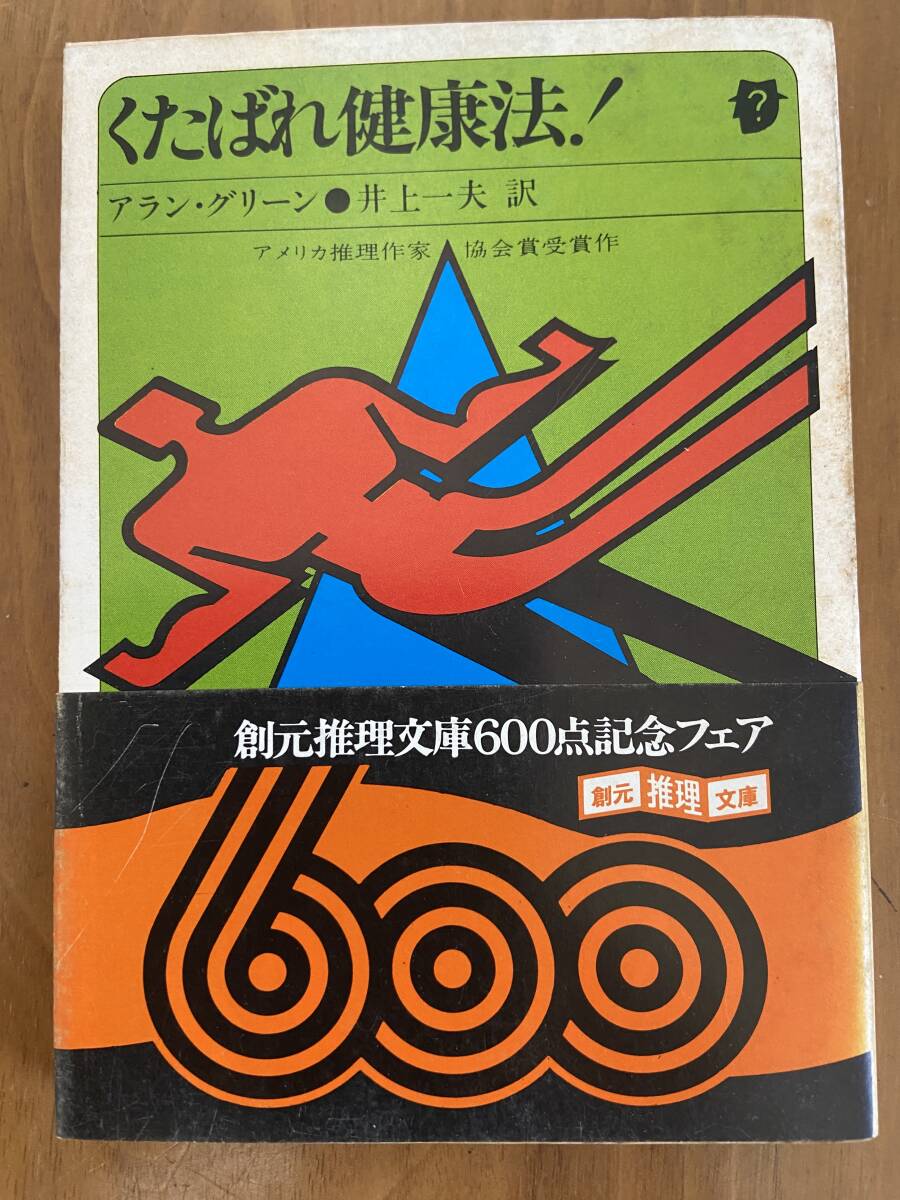 くたばれ健康法!
?
アラン・グリーン●井上一夫 訳
アメリカ推理作家 協会賞受賞作
創元推理文庫600点記念フェア
創元 推理 文庫
600